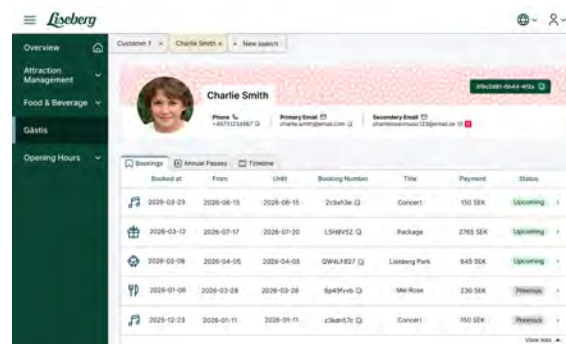 Liseberg
Overview
Attraction Management
Food & Beverage
Gästis
Opening Hours
Customer 1 × Charlie Smith × + New search
Charlie Smith
Phone Primary Email Secondary Email
Bookings Annual Passes Timeline
Booked at From Until Booking Number Title Payment Status
2026-03-23 2026-06-15 2026-06-15 Concert 150 SEK Upcoming
2026-03-12 2026-07-17 2026-07-20 LSH8V52 Package 2765 SEK Upcoming
2026-02-06 2026-04-05 2026-04-05 QW4LF827 Liseberg Park 645 SEK Upcoming
2026-01-09 2026-03-28 2026-03-28 Mei Rose 230 SEK Previous
2025-12-23 2026-01-11 2026-01-11 Concert 150 SEK Previous
View less